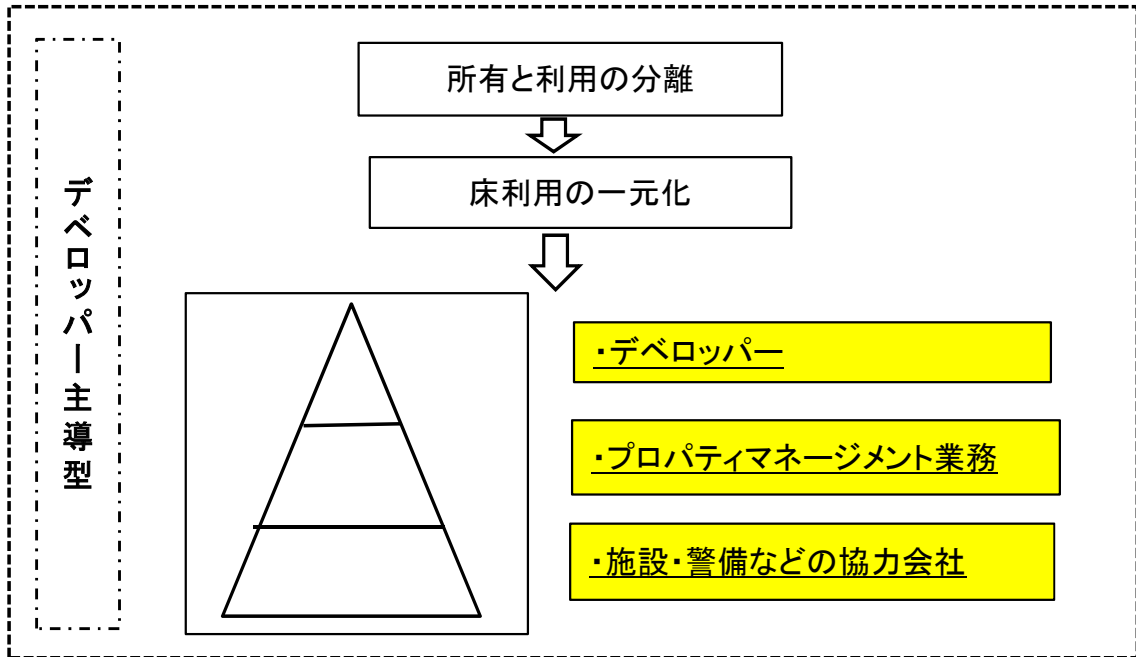 デベロッパー主導型
所有と利用の分離
床利用の一元化
・デベロッパー
・プロパティマネージメント業務
・施設・警備などの協力会社